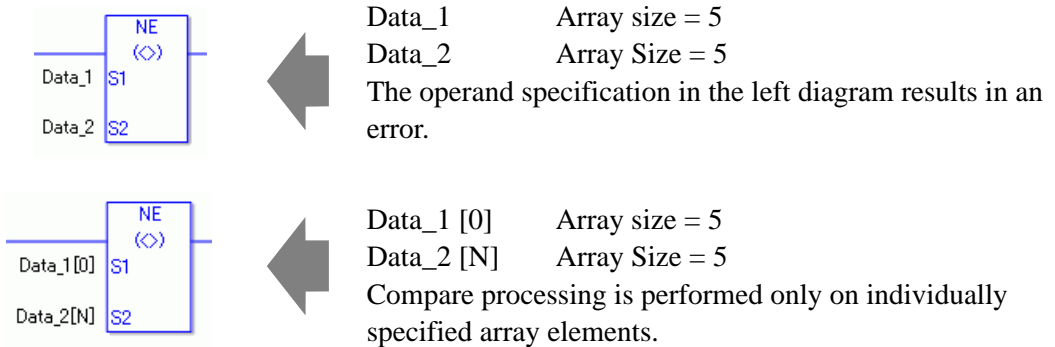 NE
(<>)
Data_1 S1
Data_2 S2
Data_1 Array size = 5
Data_2 Array Size = 5
The operand specification in the left diagram results in an
error.
NE
(<>)
Data_1[0] S1
Data_2[N] S2
Data_1 [0] Array size = 5
Data_2 [N] Array Size = 5
Compare processing is performed only on individually
specified array elements.